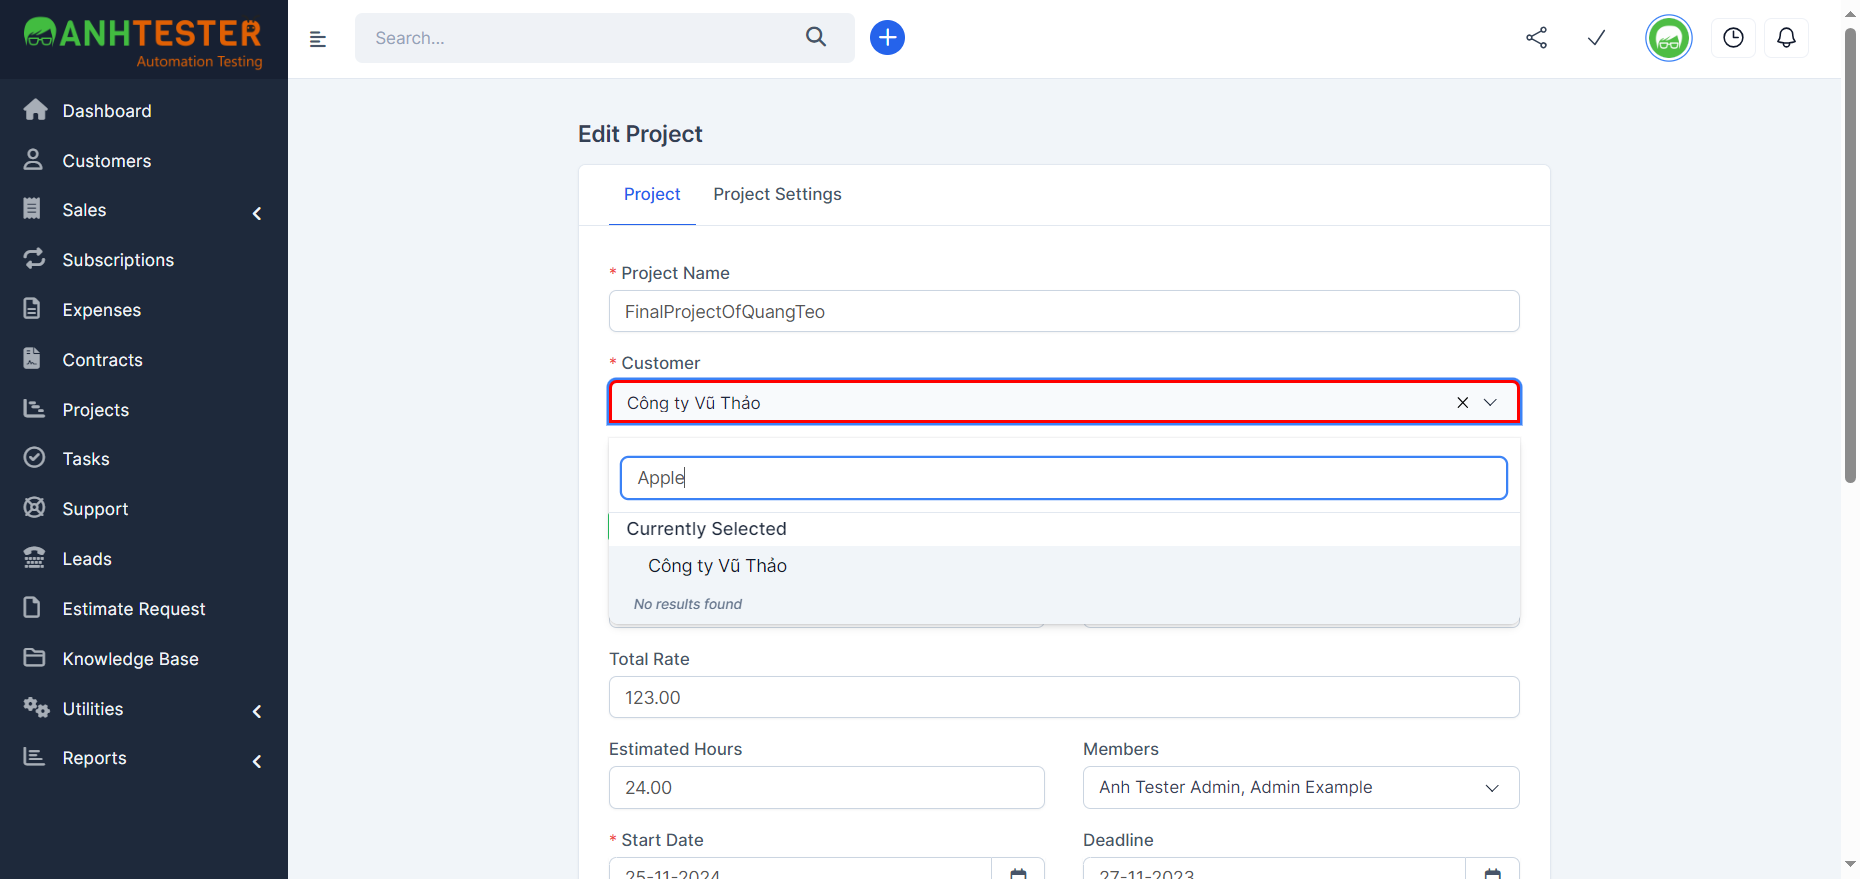 ANHTESTER
Automation Testing
Search...
Dashboard
Customers
Sales
Subscriptions
Expenses
Contracts
Projects
Tasks
Support
Leads
Estimate Request
Knowledge Base
Utilities
Reports
Edit Project
Project Project Settings
* Project Name
FinalProjectOfQuangTeo
* Customer
Công ty Vũ Thảo
Apple
Currently Selected
Công ty Vũ Thảo
No results found
Total Rate
123.00
Estimated Hours Members
24.00 Anh Tester Admin, Admin Example
* Start Date Deadline
25-11-2024 27-11-2023